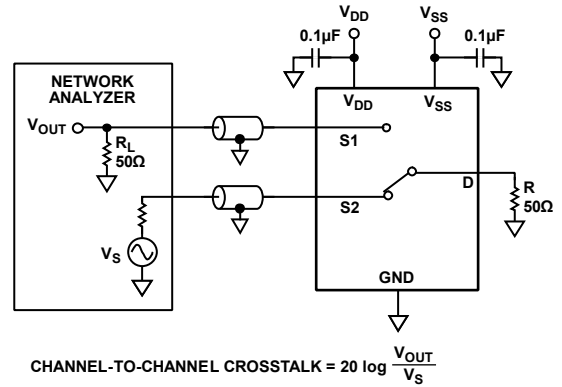 V_DD V_SS
0.1µF 0.1µF
NETWORK
ANALYZER
V_DD V_SS
V_OUT
R_L
50Ω
S1
S2
D
R
50Ω
V_S
GND
CHANNEL-TO-CHANNEL CROSSTALK = 20 log V_OUT / V_S